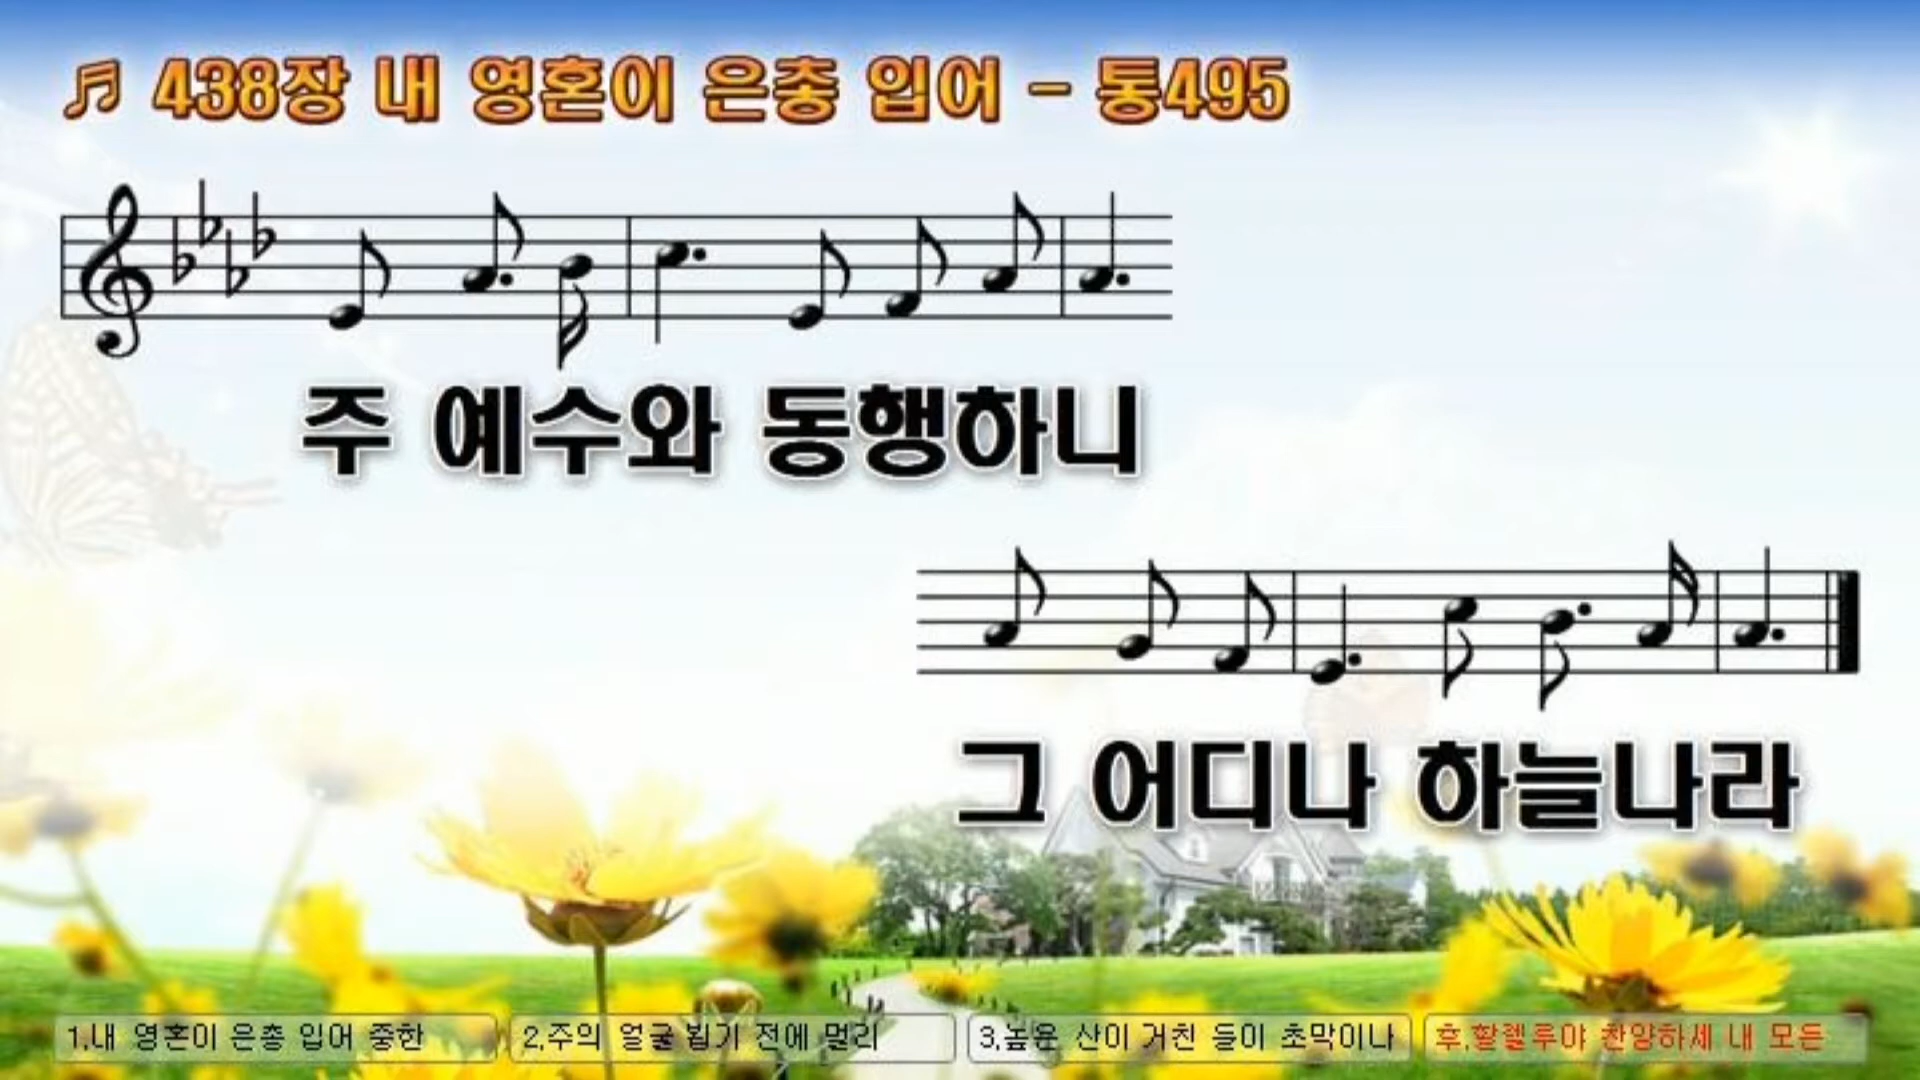 ♬ 438장 내 영혼이 은총 입어 - 통495
주 예수와 동행하니
그 어디나 하늘나라
1.내 영혼이 은총 입어 중한
2.주의 얼굴 뵙기 전에 멀리
3.높은 산이 거친 들이 초막이나
후.할렐루야 찬양하세 내 모든